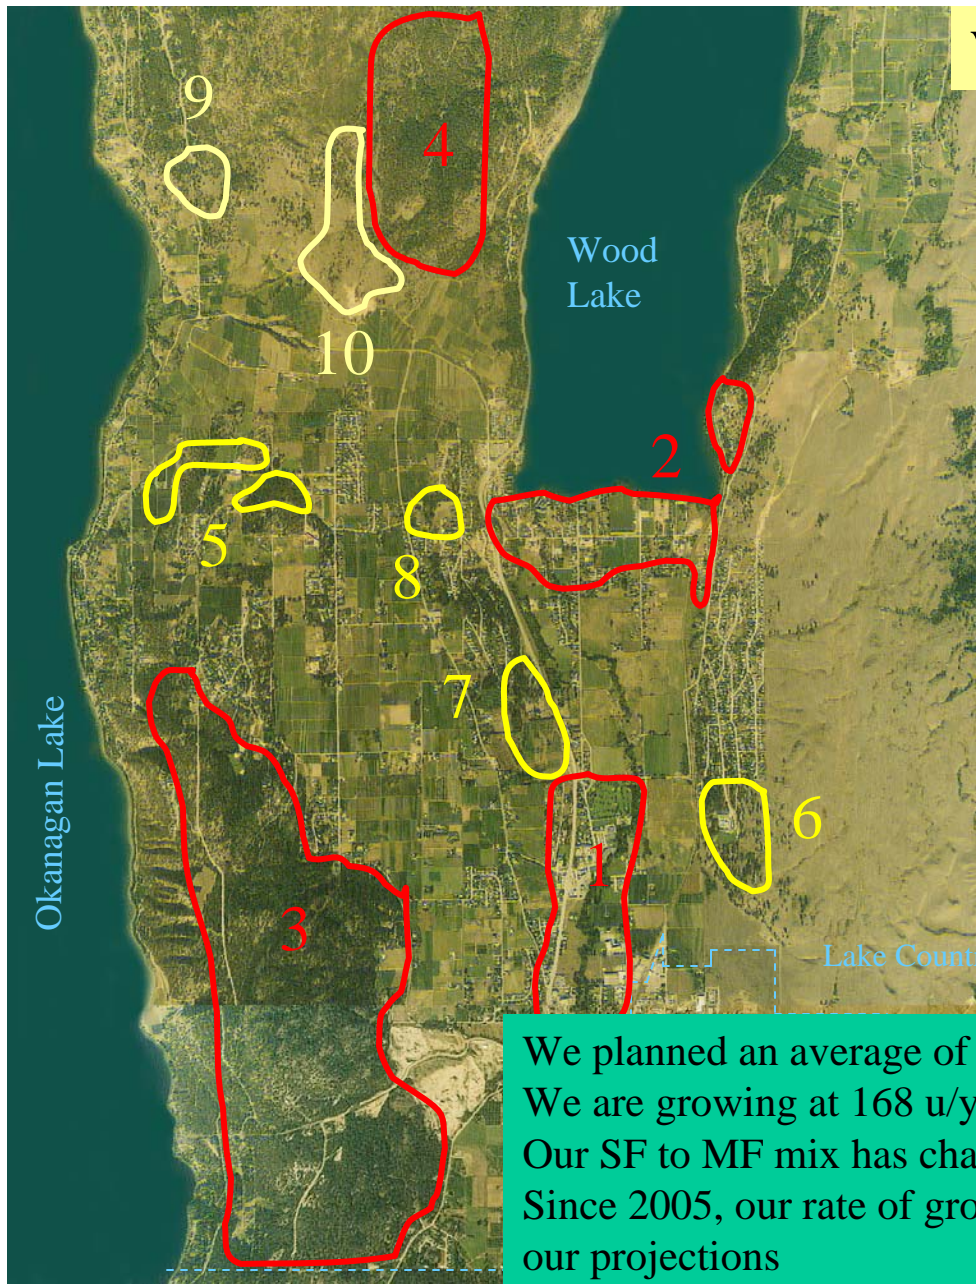 9
4
Wood
Lake
10
2
5
8
7
Okanagan Lake
6
1
3
Lake Count
We planned an average of
We are growing at 168 u/y
Our SF to MF mix has cha
Since 2005, our rate of gro
our projections